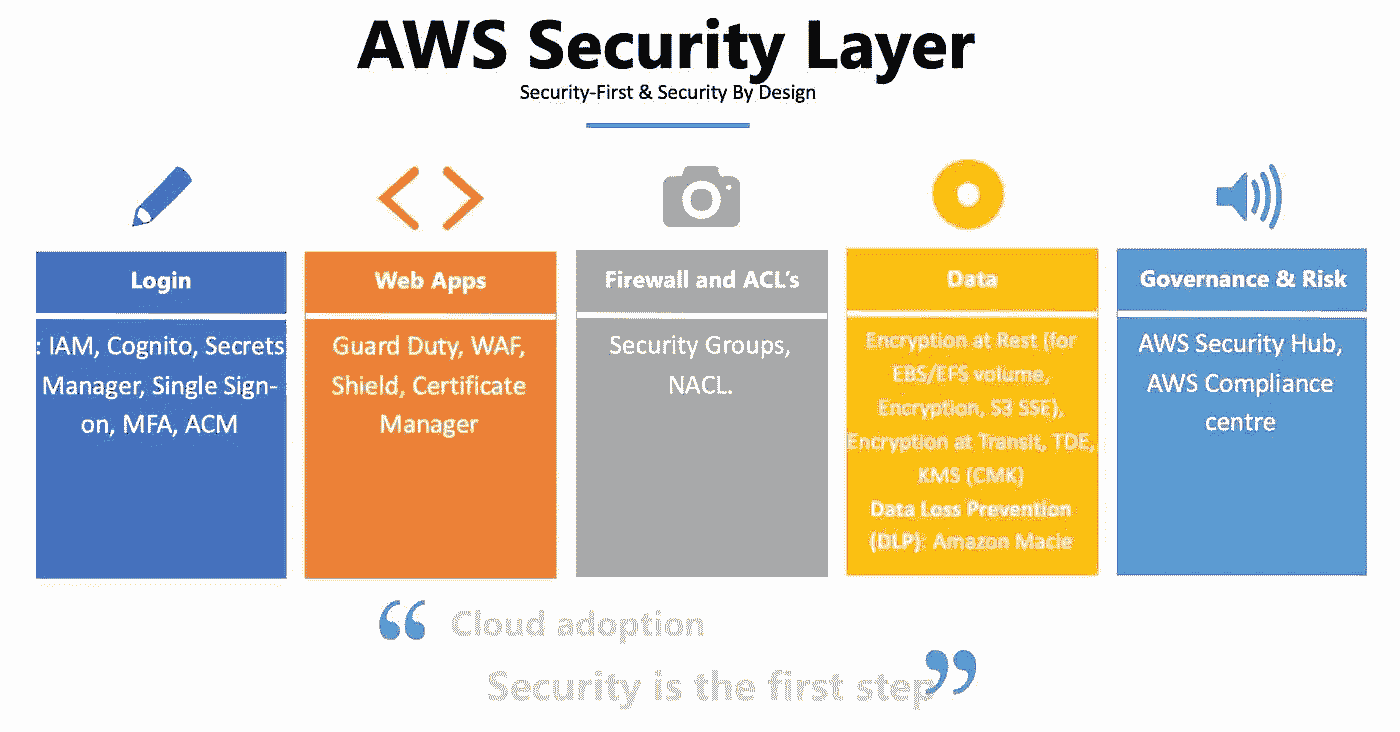 AWS Security Layer
Security-First & Security By Design
Login
: IAM, Cognito, Secrets
Manager, Single Sign-
on, MFA, ACM
Web Apps
Guard Duty, WAF,
Shield, Certificate
Manager
Firewall and ACL’s
Security Groups,
NACL.
Data
Encryption at Rest (for
EBS/EFS volume,
Encryption, S3 SSE),
Encryption at Transit, TDE,
KMS (CMK)
Data Loss Prevention
(DLP): Amazon Macie
Governance & Risk
AWS Security Hub,
AWS Compliance
centre
“ Cloud adoption
Security is the first step”